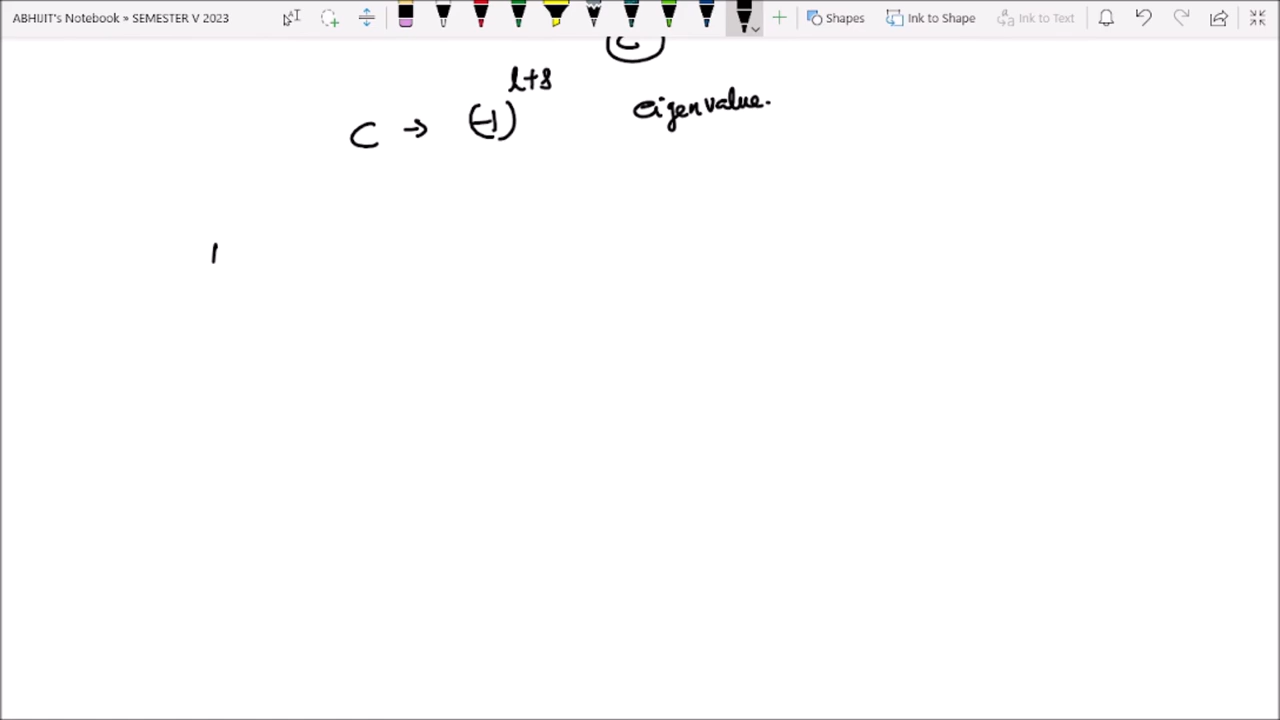 ABHIJIT's Notebook » SEMESTER V 2023
Shapes
Ink to Shape
Ink to Text
C
C → (-1)^{l+s} eigenvalue.